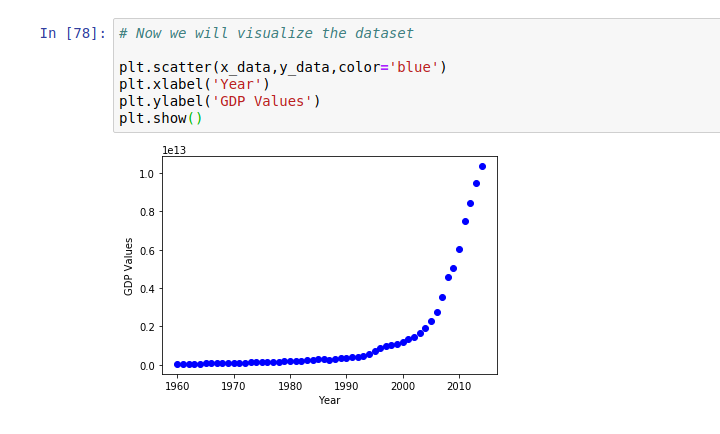 In [78]:
# Now we will visualize the dataset
plt.scatter(x_data,y_data,color='blue')
plt.xlabel('Year')
plt.ylabel('GDP Values')
plt.show()
1e13
1.0
0.8
0.6
0.4
0.2
0.0
GDP Values
1960 1970 1980 1990 2000 2010
Year